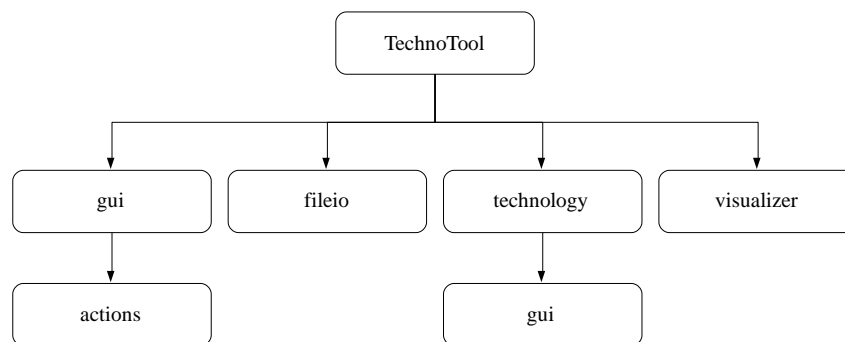 TechnoTool
gui
fileio
technology
visualizer
actions
gui